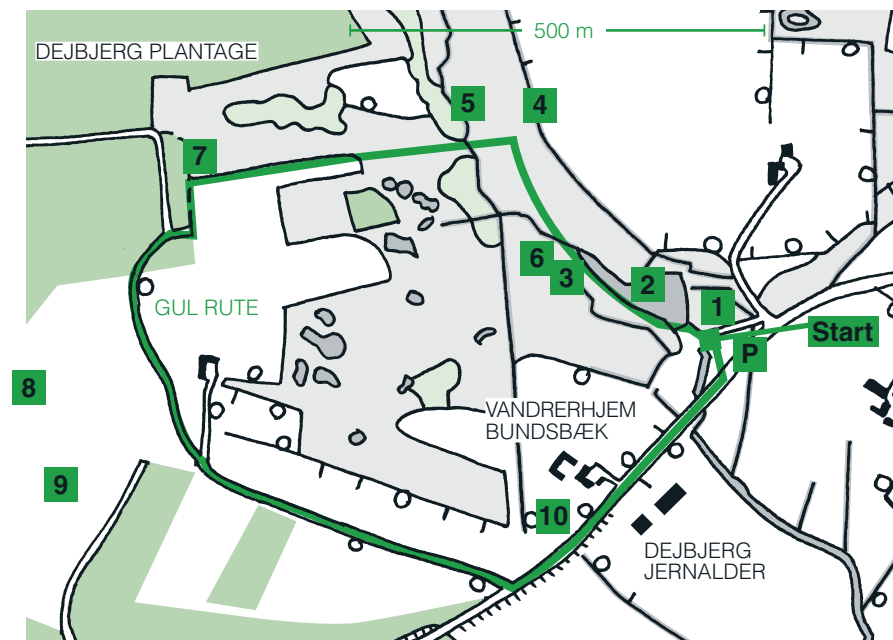 500 m
DEJBJERG PLANTAGE
5
4
7
6
3
2
1
GUL RUTE
Start
P
8
VANDRERHJEM
BUNDSBÆK
9
10
DEJBJERG
JERNALDER